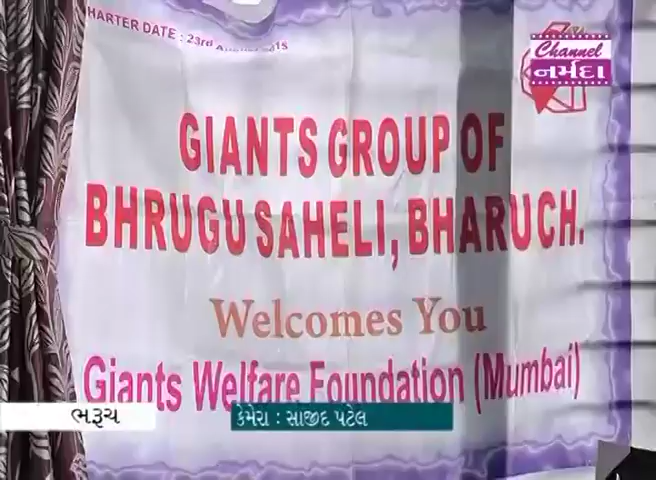 CHARTER DATE : 23rd
Channel
નર્મદા
GIANTS GROUP OF
BHRUGU SAHELI, BHARUCH.
Welcomes You
Giants Welfare Foundation (Mumbai)
ભરૂચ
કેમેરા : સાજીદ પટેલ